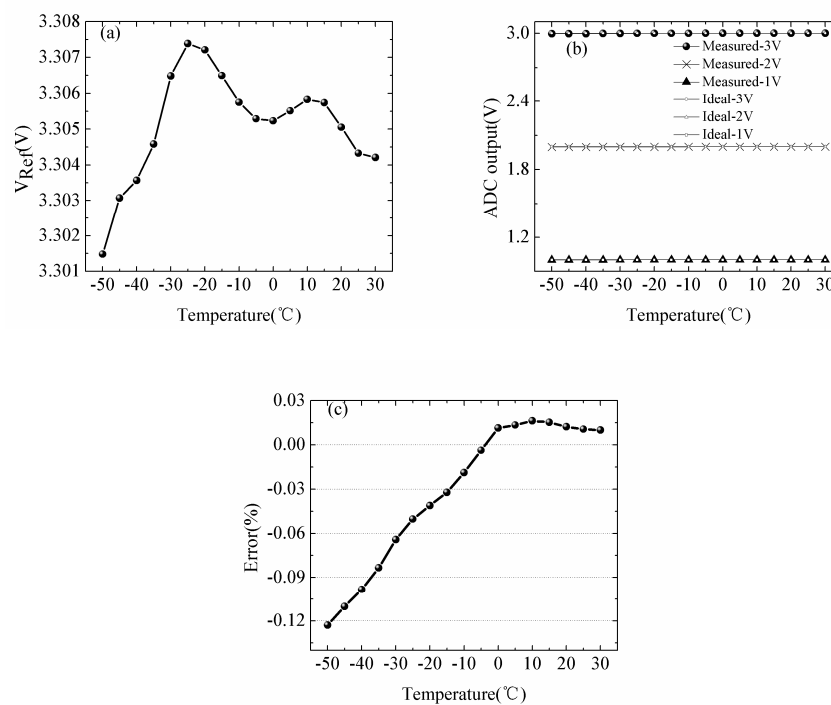 (a)
3.308
3.307
3.306
3.305
3.304
3.303
3.302
3.301
VRef(V)
-50 -40 -30 -20 -10 0 10 20 30
Temperature(℃)
(b)
3.0
2.4
1.8
1.2
ADC output(V)
Measured-3V
Measured-2V
Measured-1V
Ideal-3V
Ideal-2V
Ideal-1V
-50 -40 -30 -20 -10 0 10 20 30
Temperature(℃)
(c)
0.03
0.00
-0.03
-0.06
-0.09
-0.12
Error(%)
-50 -40 -30 -20 -10 0 10 20 30
Temperature(℃)